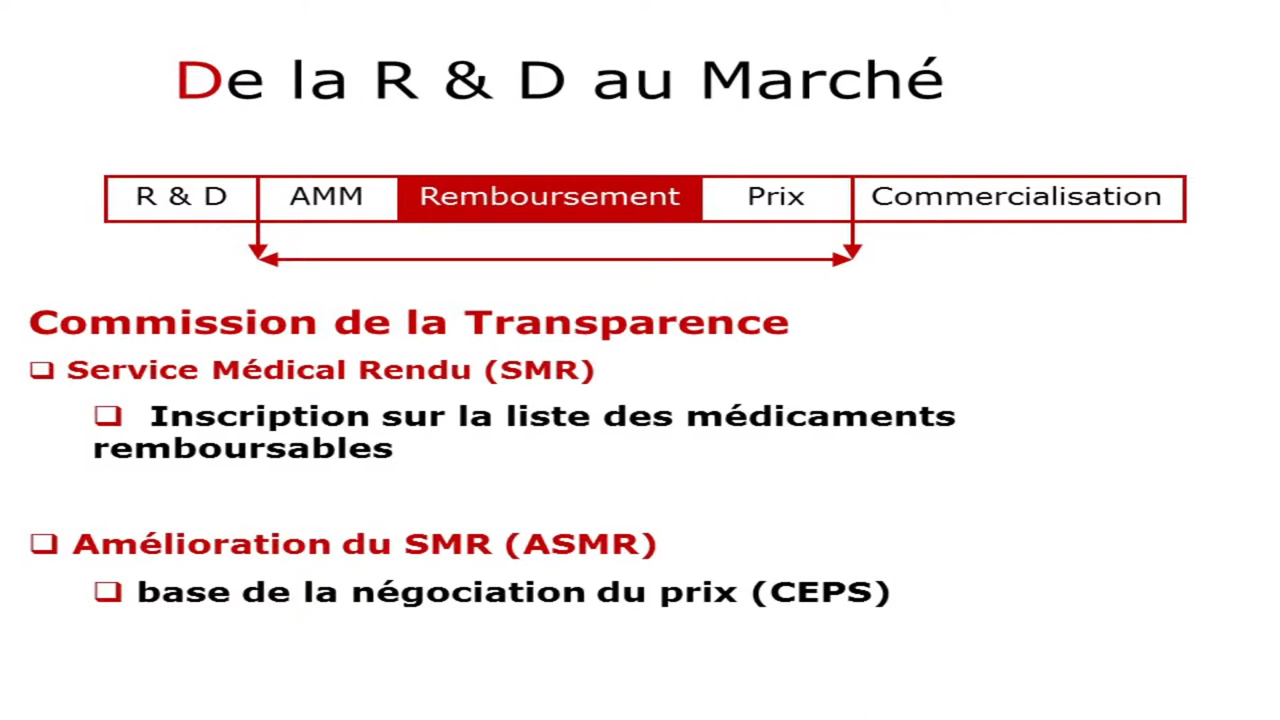 De la R & D au Marché
R & D AMM Remboursement Prix Commercialisation
Commission de la Transparence
❑ Service Médical Rendu (SMR)
❑ Inscription sur la liste des médicaments
remboursables
❑ Amélioration du SMR (ASMR)
❑ base de la négociation du prix (CEPS)